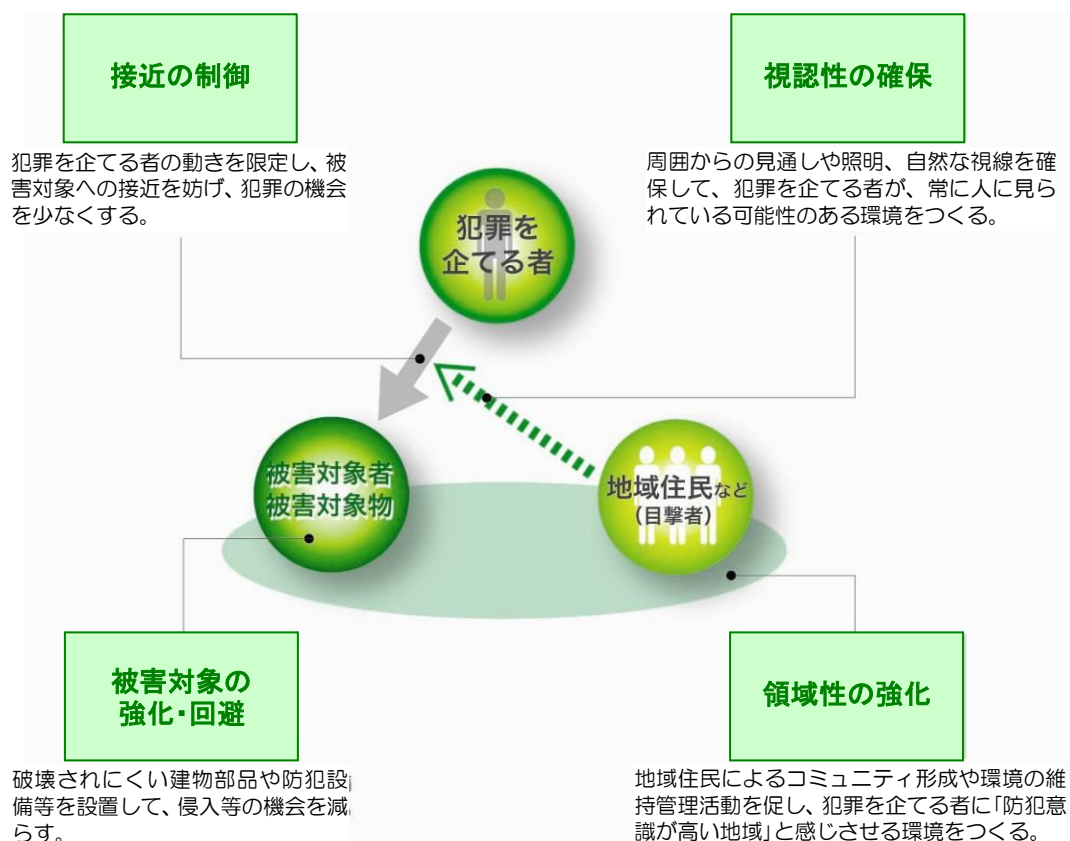 接近の制御
犯罪を企てる者の動きを限定し、被
害対象への接近を妨げ、犯罪の機会
を少なくする。
視認性の確保
周囲からの見通しや照明、自然な視線を確
保して、犯罪を企てる者が、常に人に見ら
れている可能性のある環境をつくる。
犯罪を
企てる者
被害対象者
被害対象物
地域住民など
(目撃者)
被害対象の
強化・回避
破壊されにくい建物部品や防犯設
備等を設置して、侵入等の機会を減
らす。
領域性の強化
地域住民によるコミュニティ形成や環境の維
持管理活動を促し、犯罪を企てる者に「防犯意
識が高い地域」と感じさせる環境をつくる。